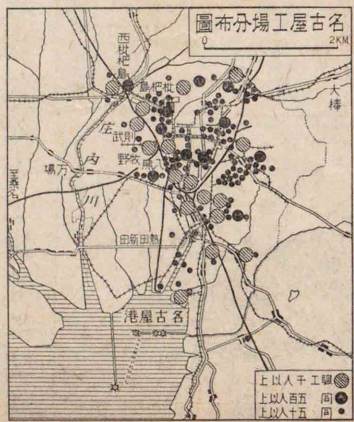 名古屋工場分布圖
0 2KM
西枇杷島
枇杷島
庄内川
則武
牧野
万場
熱田新田
名古屋港
職工千人以上
同 五百人以上
同 五十人以上